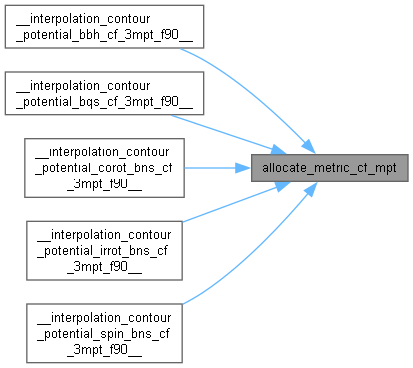 __interpolation_contour
_potential_bbh_cf_3mpt_f90__
__interpolation_contour
_potential_bqs_cf_3mpt_f90__
__interpolation_contour
_potential_corot_bns_cf
_3mpt_f90__
allocate_metric_cf_mpt
__interpolation_contour
_potential_irrot_bns_cf
_3mpt_f90__
__interpolation_contour
_potential_spin_bns_cf
_3mpt_f90__